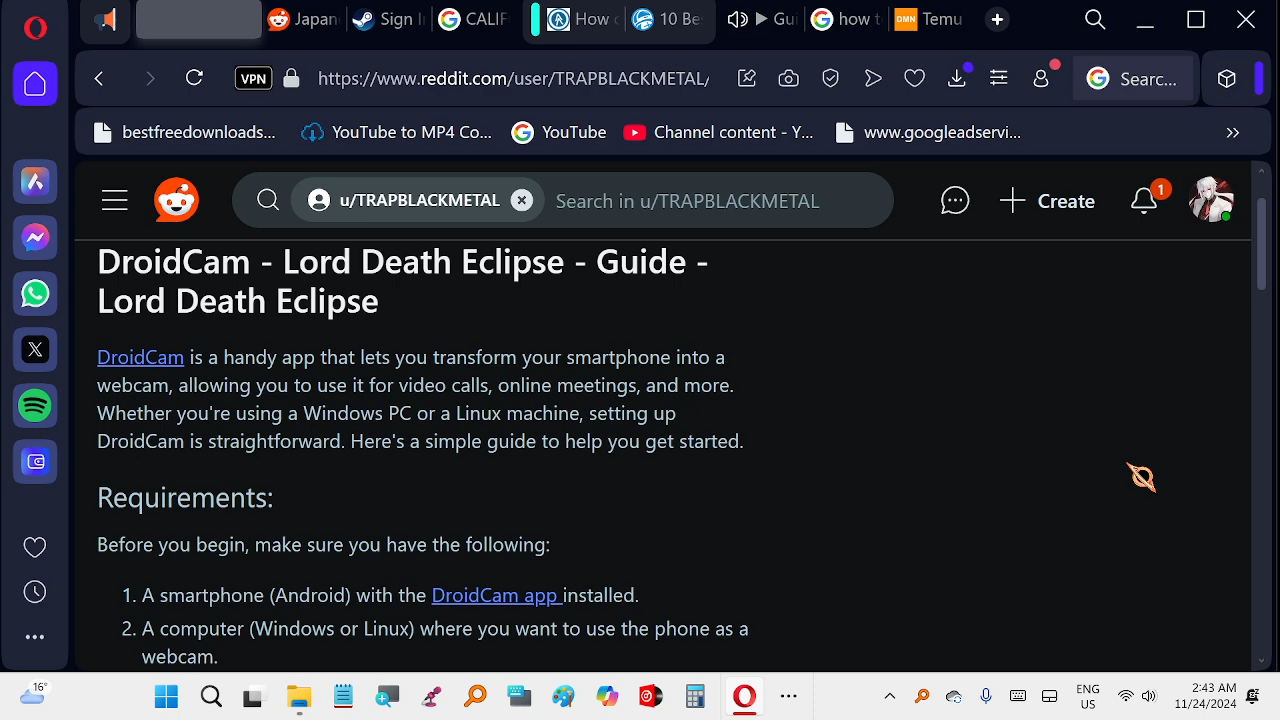 Japan
Sign I
CALIF
How
10 Be
Gui
how t
DMN
Temu
VPN
https://www.reddit.com/user/TRAPBLACKMETAL/
Searc...
bestfreedownloads...
YouTube to MP4 Co...
YouTube
Channel content - Y...
www.googleadservi...
u/TRAPBLACKMETAL
Search in u/TRAPBLACKMETAL
Create
1
DroidCam - Lord Death Eclipse - Guide -
Lord Death Eclipse
DroidCam is a handy app that lets you transform your smartphone into a
webcam, allowing you to use it for video calls, online meetings, and more.
Whether you're using a Windows PC or a Linux machine, setting up
DroidCam is straightforward. Here's a simple guide to help you get started.
Requirements:
Before you begin, make sure you have the following:
1. A smartphone (Android) with the DroidCam app installed.
2. A computer (Windows or Linux) where you want to use the phone as a
webcam.
16°
ENG
US
2:43 AM
11/24/2024